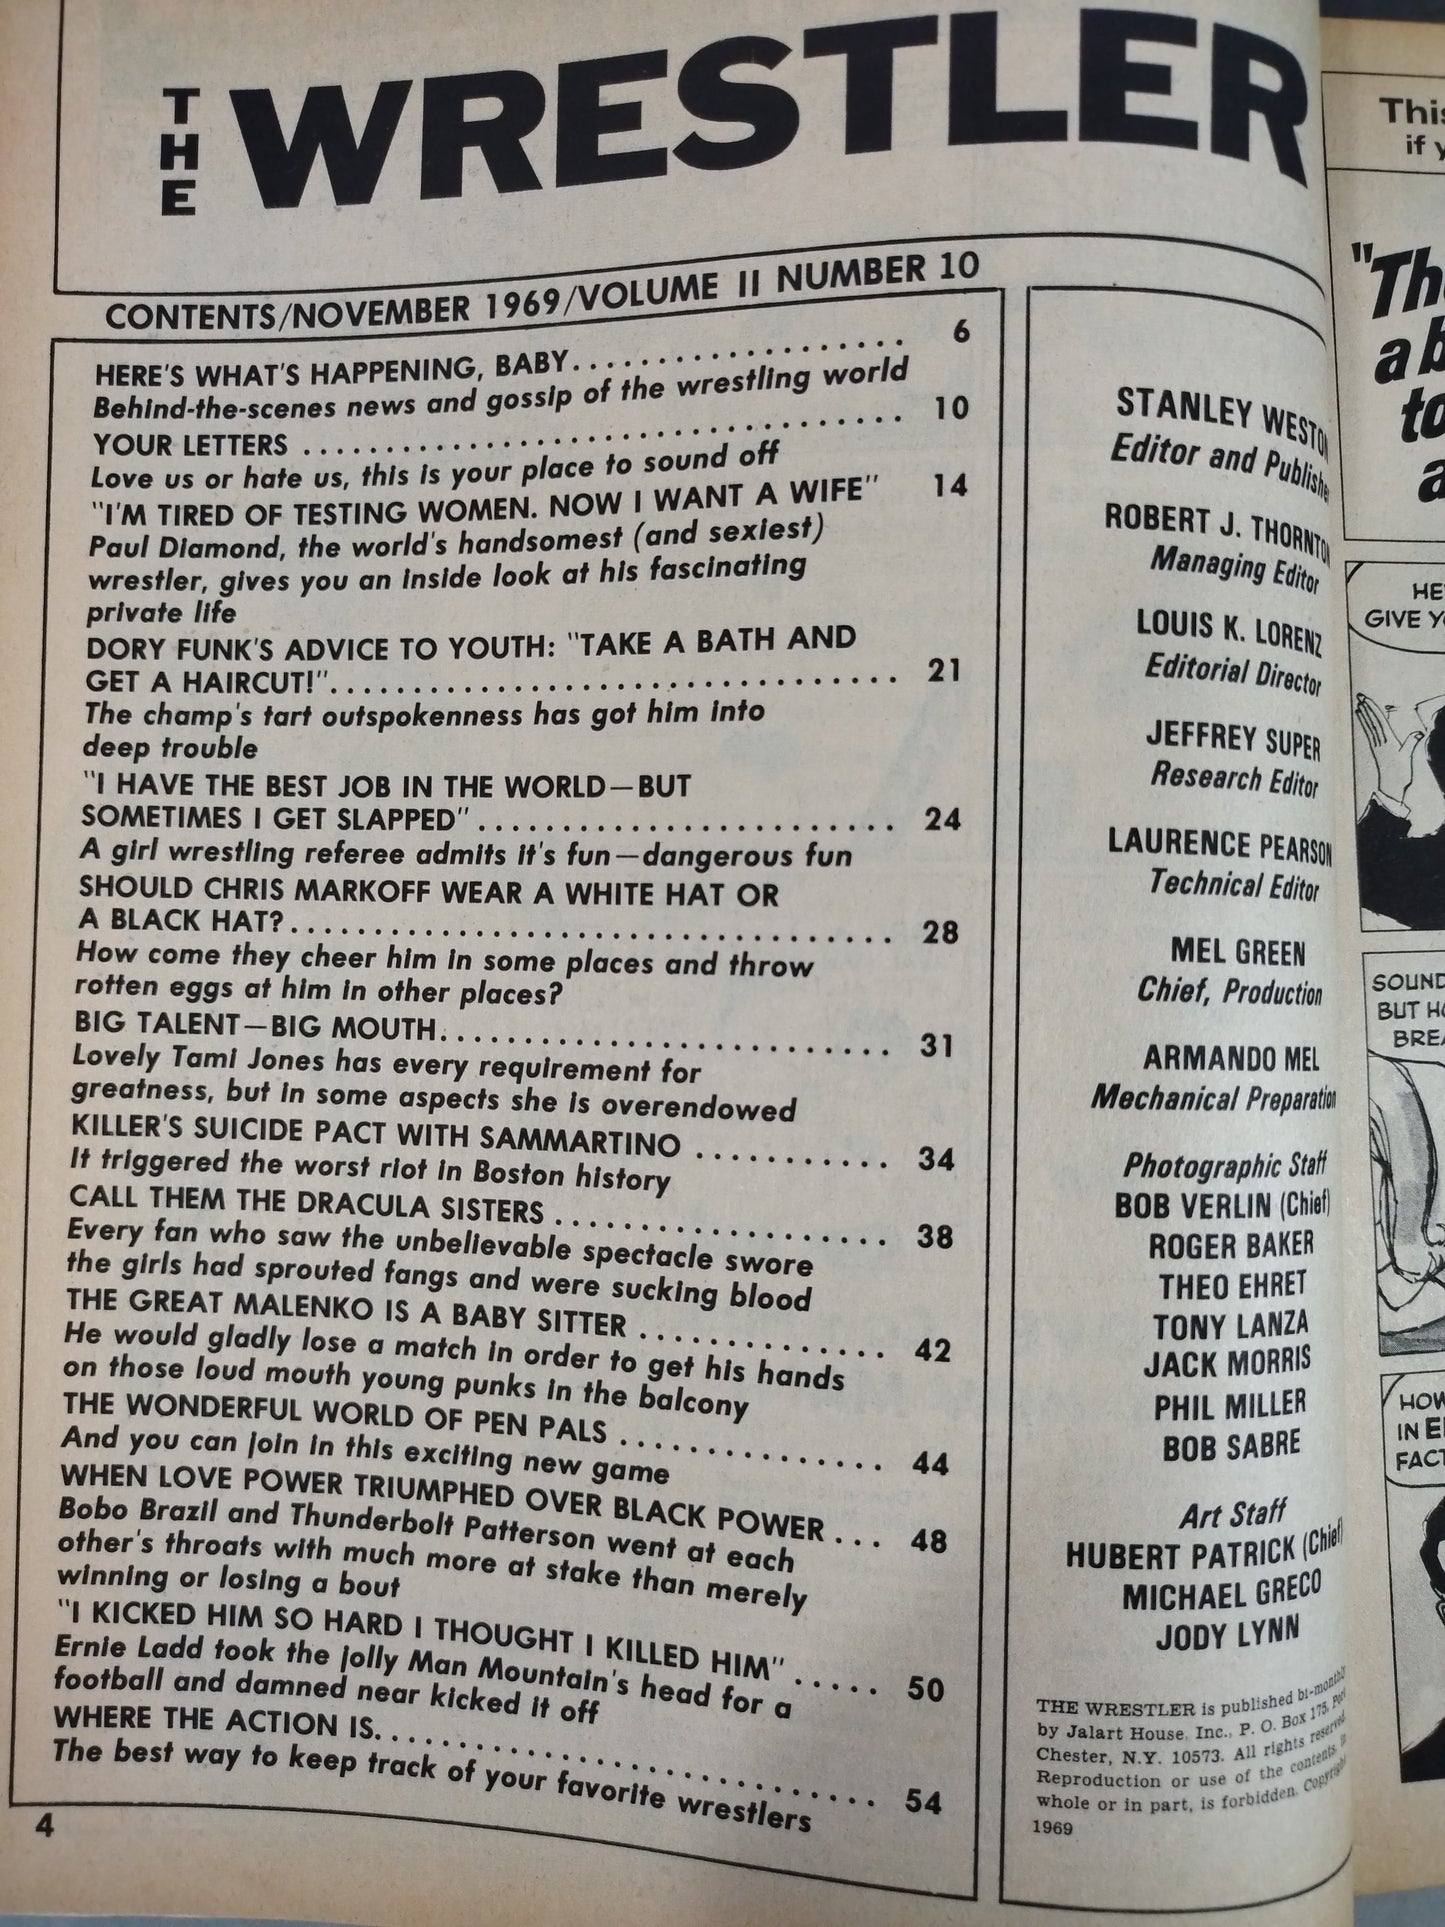 THE WRESTLER
CONTENTS/NOVEMBER 1969/VOLUME II NUMBER 10
HERE'S WHAT'S HAPPENING, BABY................... 6
Behind-the-scenes news and gossip of the wrestling world
YOUR LETTERS .................................... 10
Love us or hate us, this is your place to sound off
"I'M TIRED OF TESTING WOMEN. NOW I WANT A WIFE" 14
Paul Diamond, the world's handsomest (and sexiest)
wrestler, gives you an inside look at his fascinating
private life
DORY FUNK'S ADVICE TO YOUTH: "TAKE A BATH AND
GET A HAIRCUT!"................................... 21
The champ's tart outspokenness has got him into
deep trouble
"I HAVE THE BEST JOB IN THE WORLD—BUT
SOMETIMES I GET SLAPPED".......................... 24
A girl wrestling referee admits it's fun—dangerous fun
SHOULD CHRIS MARKOFF WEAR A WHITE HAT OR
A BLACK HAT?..................................... 28
How come they cheer him in some places and throw
rotten eggs at him in other places?
BIG TALENT—BIG MOUTH............................ 31
Lovely Tami Jones has every requirement for
greatness, but in some aspects she is overendowed
KILLER'S SUICIDE PACT WITH SAMMARTINO ............ 34
It triggered the worst riot in Boston history
CALL THEM THE DRACULA SISTERS ..................... 38
Every fan who saw the unbelievable spectacle swore
the girls had sprouted fangs and were sucking blood
THE GREAT MALENKO IS A BABY SITTER ............... 42
He would gladly lose a match in order to get his hands
on those loud mouth young punks in the balcony
THE WONDERFUL WORLD OF PEN PALS ................ 44
And you can join in this exciting new game
WHEN LOVE POWER TRIUMPHED OVER BLACK POWER ... 48
Bobo Brazil and Thunderbolt Patterson went at each
other's throats with much more at stake than merely
winning or losing a bout
"I KICKED HIM SO HARD I THOUGHT I KILLED HIM" ..... 50
Ernie Ladd took the jolly Man Mountain's head for a
football and damned near kicked it off
WHERE THE ACTION IS............................... 54
The best way to keep track of your favorite wrestlers
4
STANLEY WESTON
Editor and Publisher
ROBERT J. THORNTON
Managing Editor
LOUIS K. LORENZ
Editorial Director
JEFFREY SUPER
Research Editor
LAURENCE PEARSON
Technical Editor
MEL GREEN
Chief, Production
ARMANDO MEL
Mechanical Preparation
Photographic Staff
BOB VERLIN (Chief)
ROGER BAKER
THEO EHRET
TONY LANZA
JACK MORRIS
PHIL MILLER
BOB SABRE
Art Staff
HUBERT PATRICK (Chief)
MICHAEL GRECO
JODY LYNN
THE WRESTLER is published bi-monthly
by Jalart House, Inc., P. O. Box 175, Port
Chester, N.Y. 10573. All rights reserved.
Reproduction or use of the contents, in
whole or in part, is forbidden. Copyright
1969
This
if y
"Th
a b
to
a
HE
GIVE Y
SOUND
BUT H
BREA
HOW
IN E
FACT